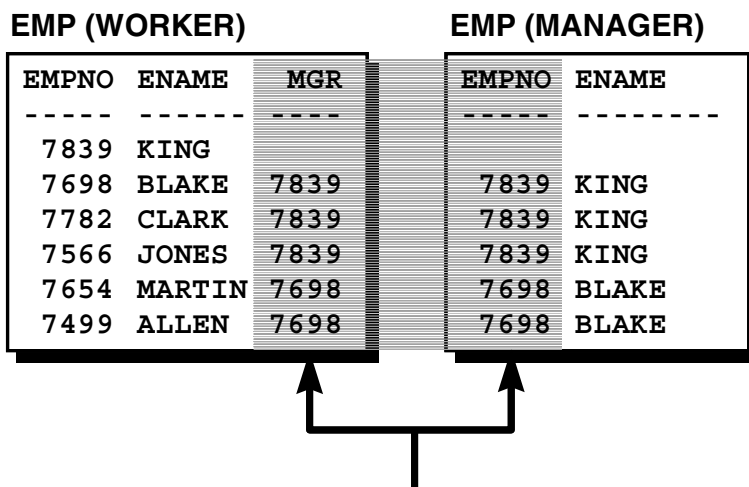 EMP (WORKER)
EMPNO ENAME MGR
----- ------ ----
7839 KING
7698 BLAKE 7839
7782 CLARK 7839
7566 JONES 7839
7654 MARTIN 7698
7499 ALLEN 7698
EMP (MANAGER)
EMPNO ENAME
----- --------
7839 KING
7839 KING
7839 KING
7698 BLAKE
7698 BLAKE